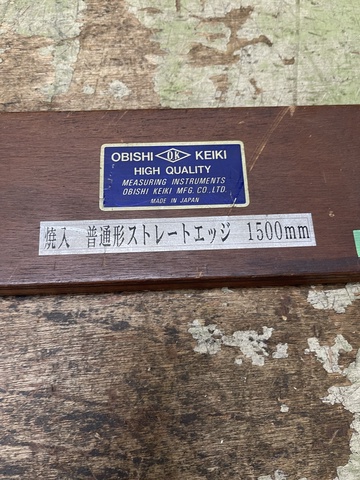 OBISHI OK KEIKI
HIGH QUALITY
MEASURING INSTRUMENTS
OBISHI KEIKI MFG.CO.,LTD.
MADE IN JAPAN
焼入 普通形ストレートエッジ 1500mm